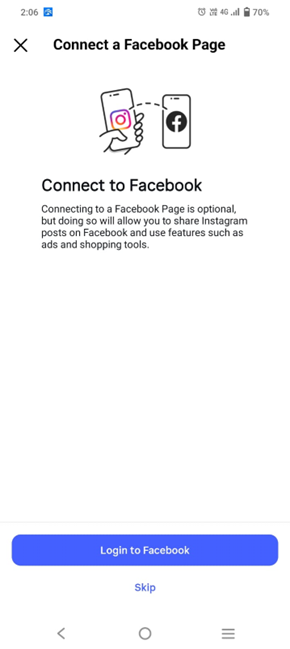 2:06 4G 70%
Connect a Facebook Page
Connect to Facebook
Connecting to a Facebook Page is optional,
but doing so will allow you to share Instagram
posts on Facebook and use features such as
ads and shopping tools.
Login to Facebook
Skip